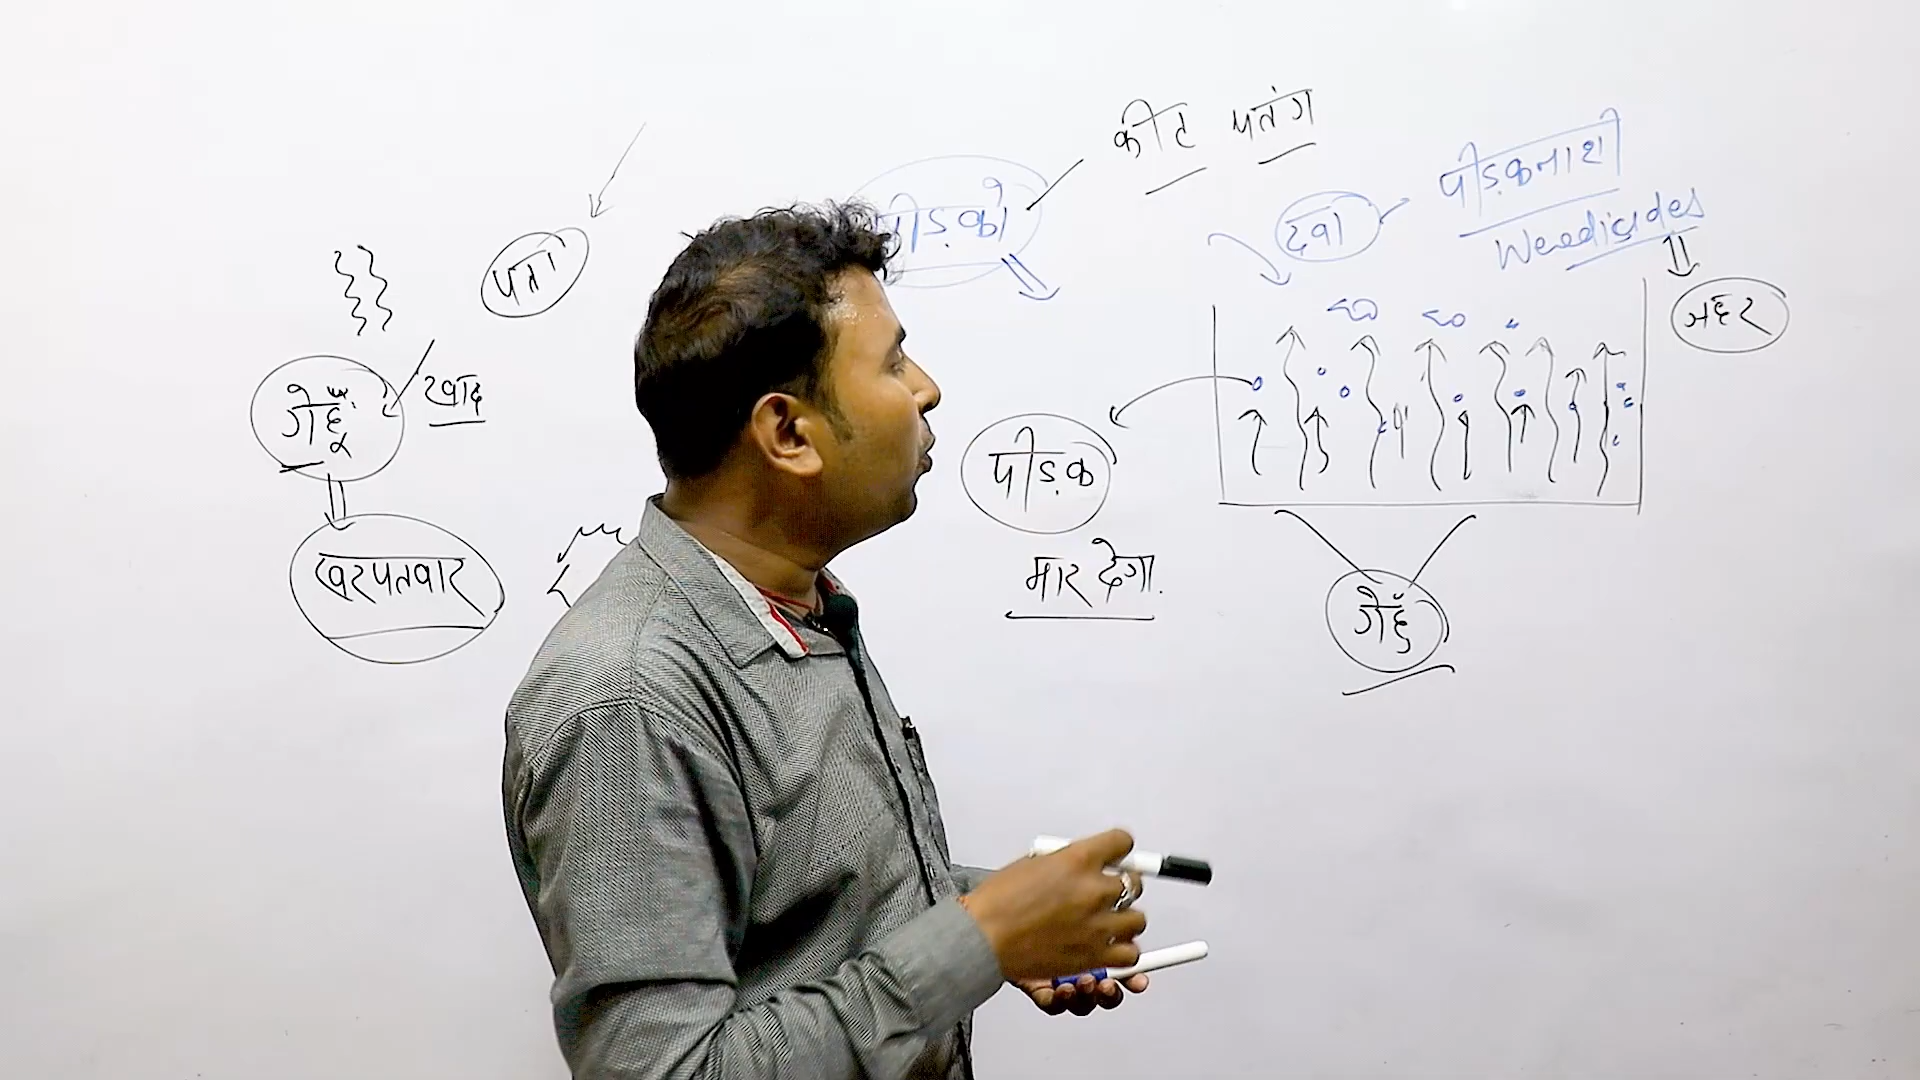 कीट पतंग
पीड़कनाशी
Weedicides
दवा
पीड़को
पता
जहर
गेहूँ
खाद
पीड़क
खरपतवार
मार देगा.
गेहूँ